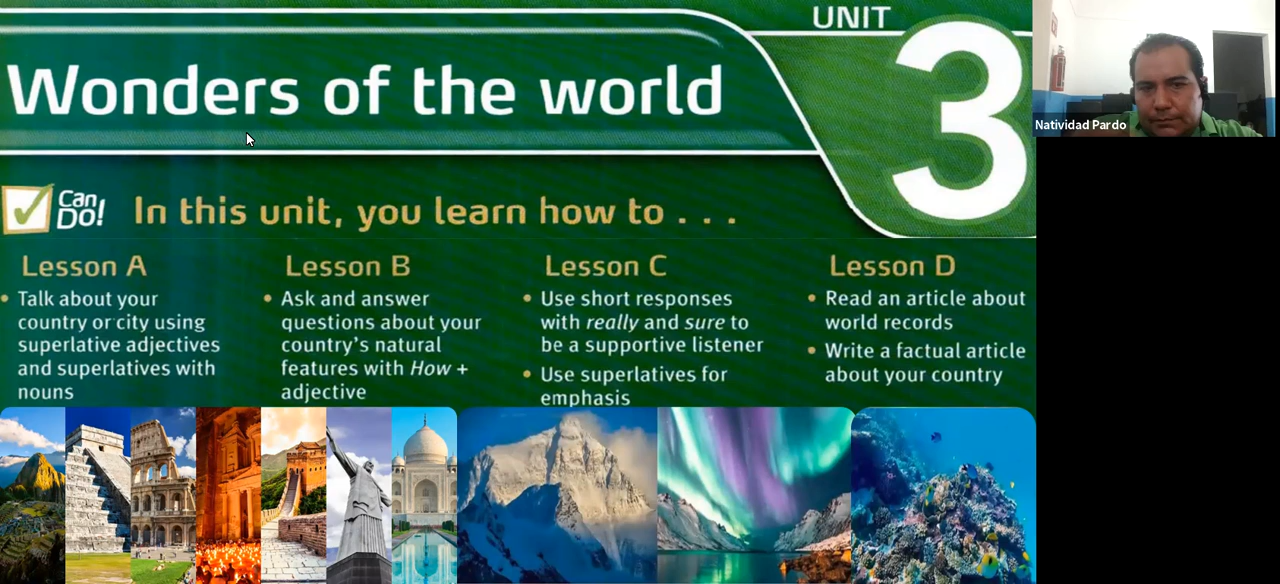 UNIT
3
Wonders of the world
Can
Do!
In this unit, you learn how to . . .
Lesson A
• Talk about your
country or city using
superlative adjectives
and superlatives with
nouns
Lesson B
• Ask and answer
questions about your
country's natural
features with How +
adjective
Lesson C
• Use short responses
with really and sure to
be a supportive listener
• Use superlatives for
emphasis
Lesson D
• Read an article about
world records
• Write a factual article
about your country
Natividad Pardo